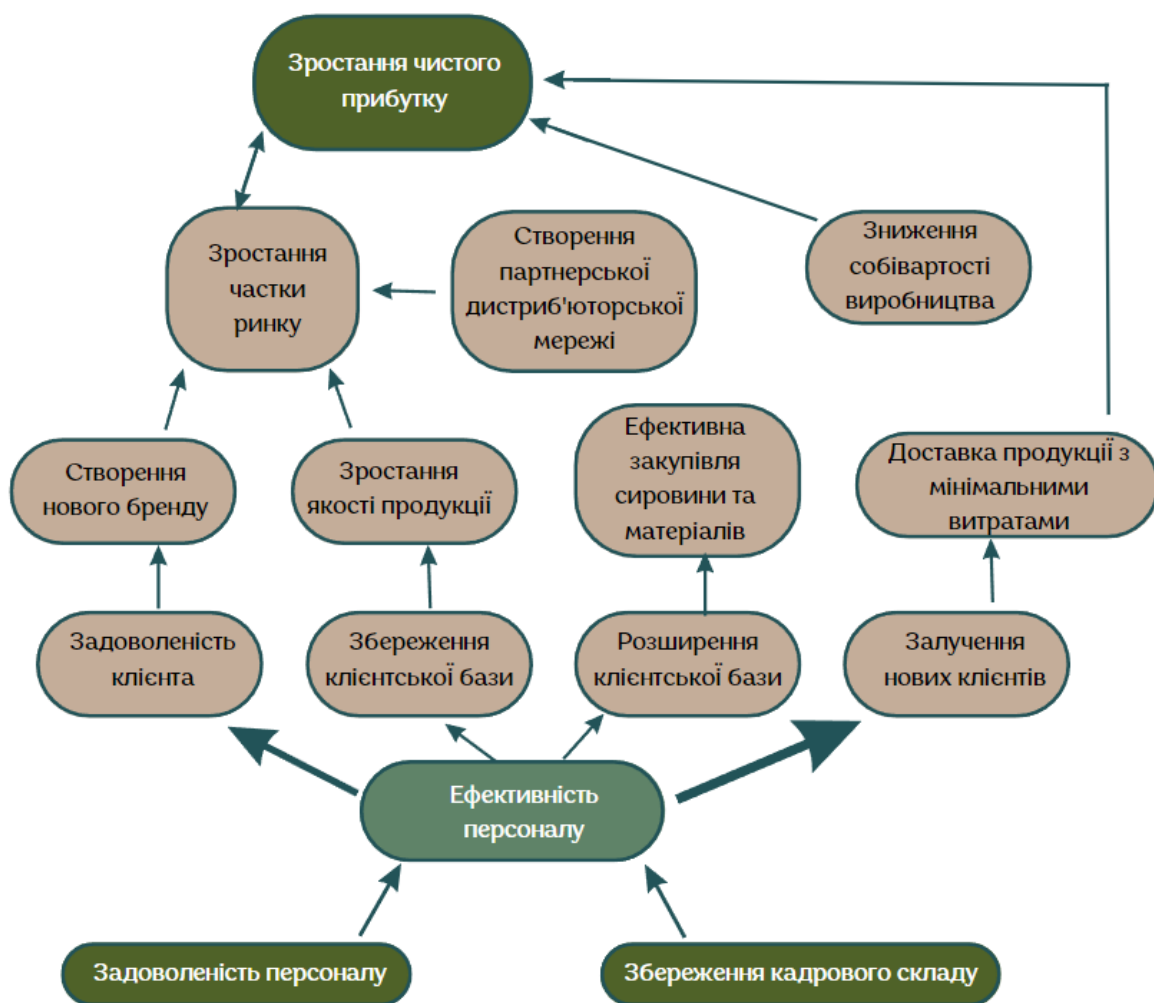 Зростання чистого
прибутку
Зростання
частки
ринку
Створення
партнерської
дистриб'юторської
мережі
Зниження
собівартості
виробництва
Створення
нового бренду
Зростання
якості продукції
Ефективна
закупівля
сировини та
матеріалів
Доставка продукції з
мінімальними
витратами
Задоволеність
клієнта
Збереження
клієнтської бази
Розширення
клієнтської бази
Залучення
нових клієнтів
Ефективність
персоналу
Задоволеність персоналу
Збереження кадрового складу